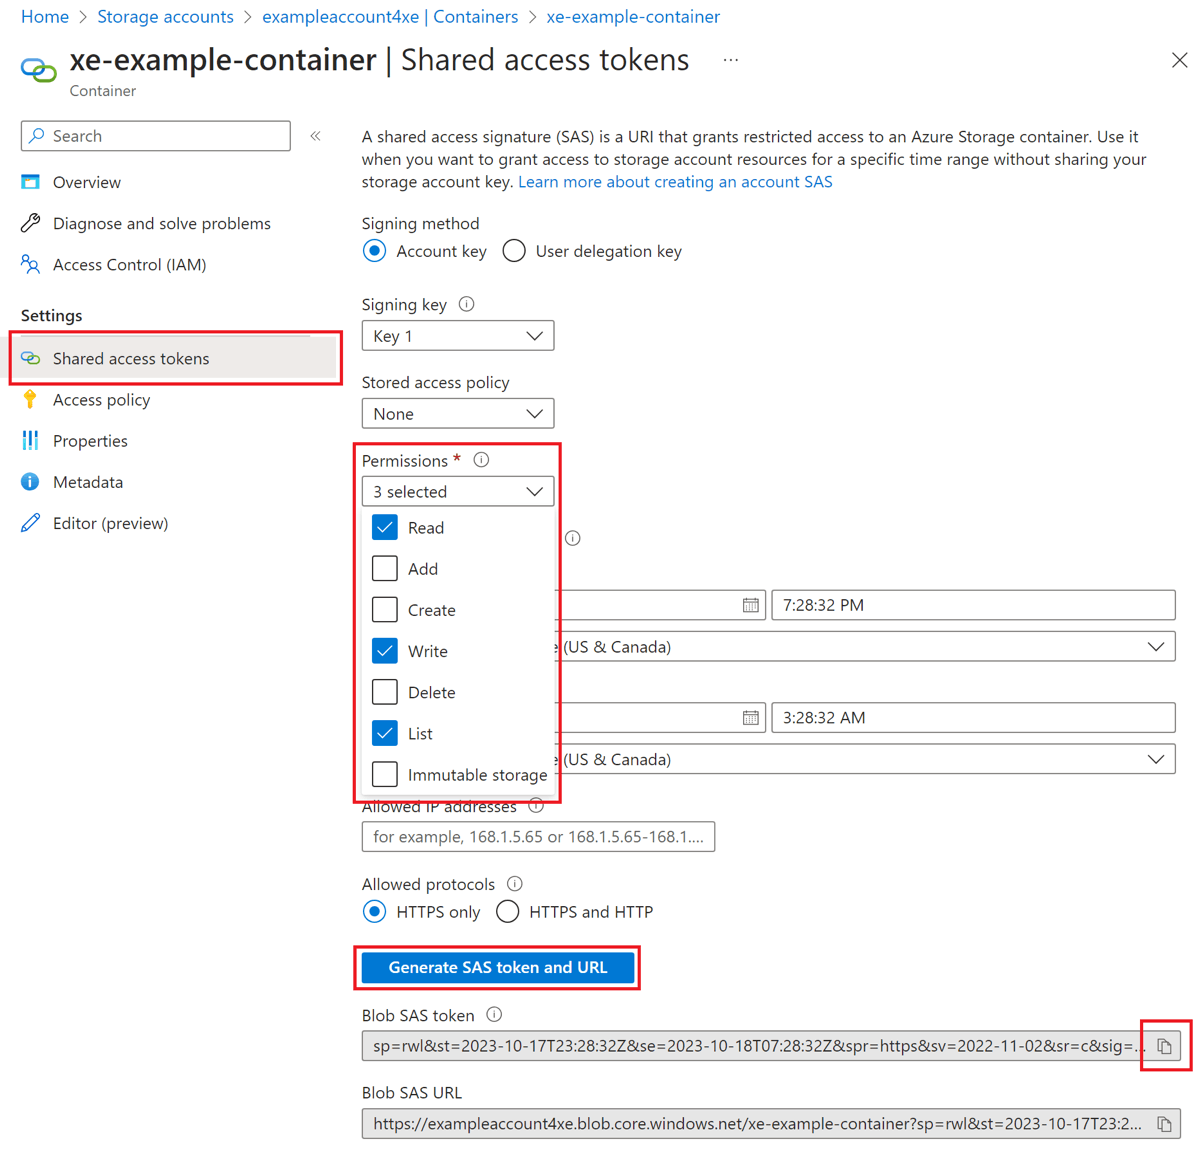 Home > Storage accounts > exampleaccount4xe | Containers > xe-example-container
xe-example-container | Shared access tokens ...
Container
Search
«
Overview
Diagnose and solve problems
Access Control (IAM)
Settings
Shared access tokens
Access policy
Properties
Metadata
Editor (preview)
A shared access signature (SAS) is a URI that grants restricted access to an Azure Storage container. Use it
when you want to grant access to storage account resources for a specific time range without sharing your
storage account key. Learn more about creating an account SAS
Signing method
Account key User delegation key
Signing key
Key 1
Stored access policy
None
Permissions *
3 selected
Read
Add
Create
7:28:32 PM
Write
(US & Canada)
Delete
3:28:32 AM
List
(US & Canada)
Immutable storage
Allowed IP addresses
for example, 168.1.5.65 or 168.1.5.65-168.1....
Allowed protocols
HTTPS only HTTPS and HTTP
Generate SAS token and URL
Blob SAS token
sp=rwl&st=2023-10-17T23:28:32Z&se=2023-10-18T07:28:32Z&spr=https&sv=2022-11-02&sr=c&sig=...
Blob SAS URL
https://exampleaccount4xe.blob.core.windows.net/xe-example-container?sp=rwl&st=2023-10-17T23:2...